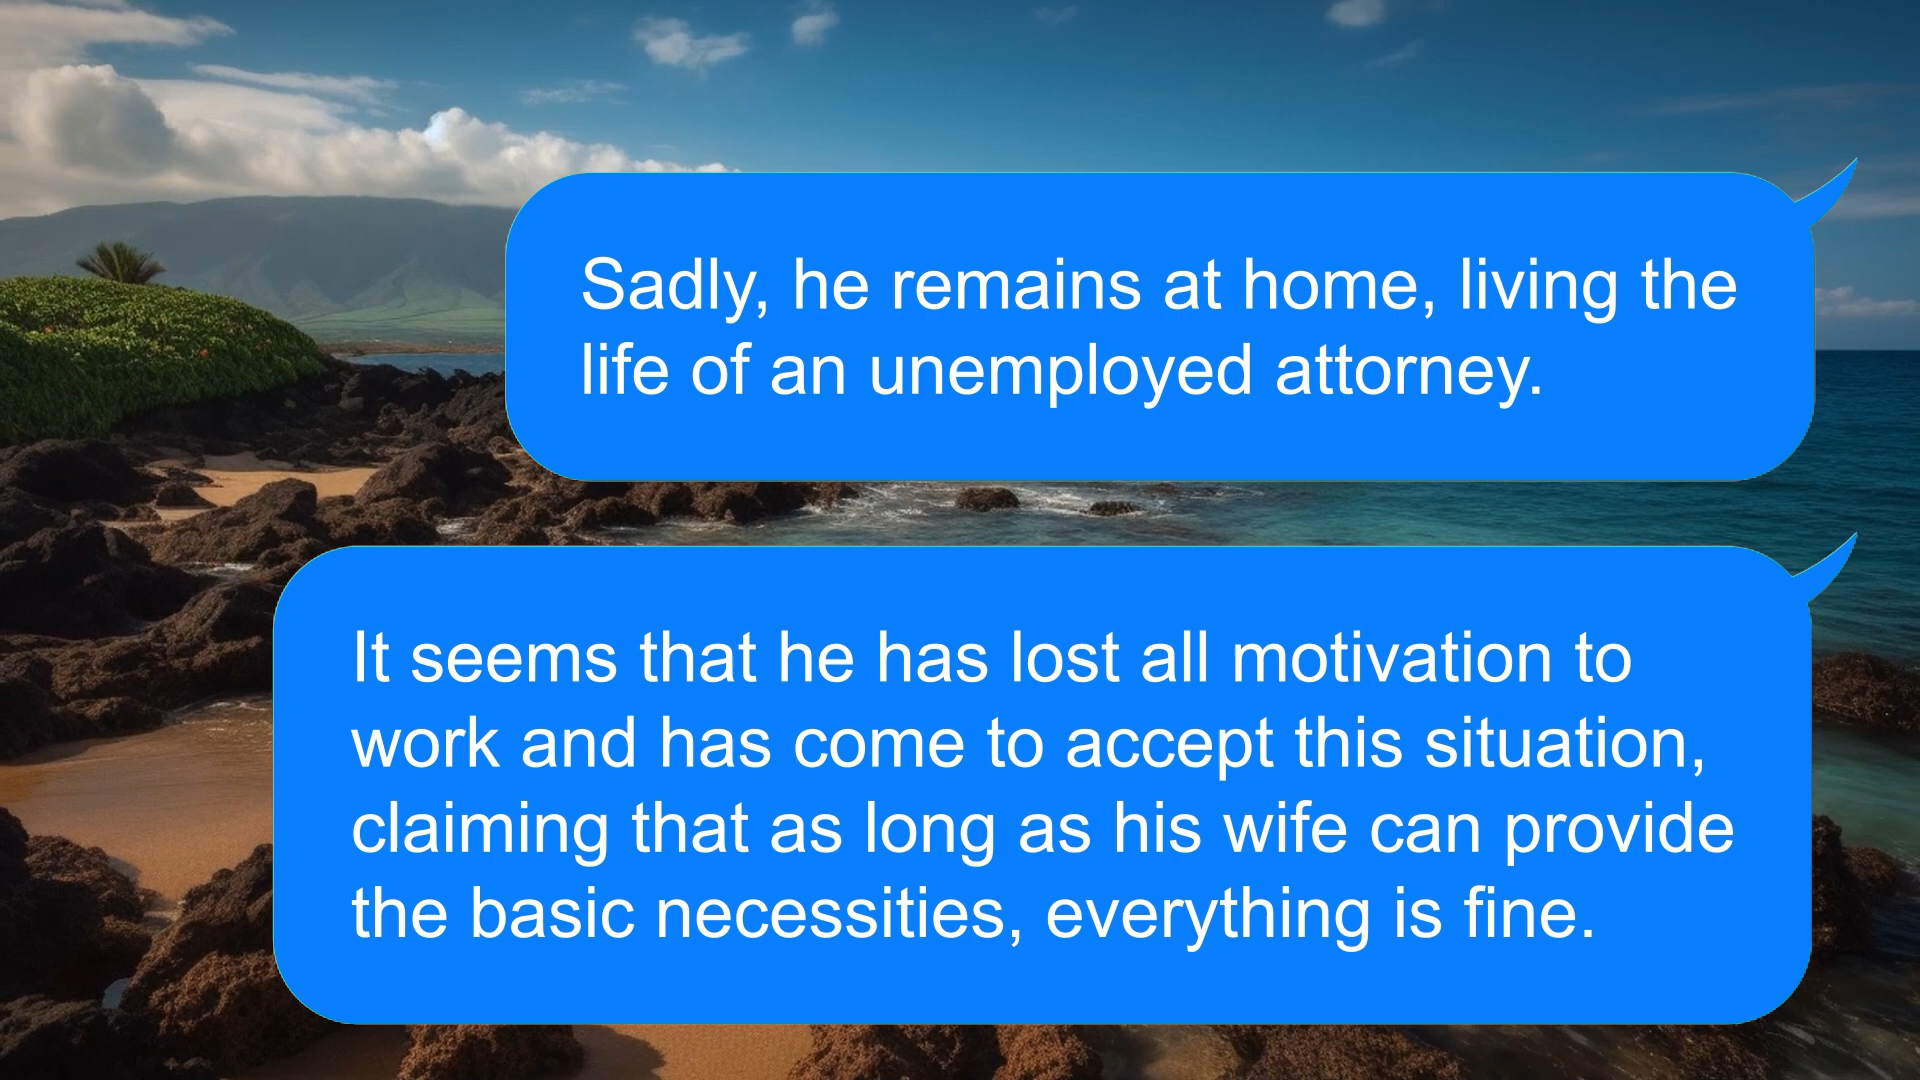 Sadly, he remains at home, living the
life of an unemployed attorney.
It seems that he has lost all motivation to
work and has come to accept this situation,
claiming that as long as his wife can provide
the basic necessities, everything is fine.